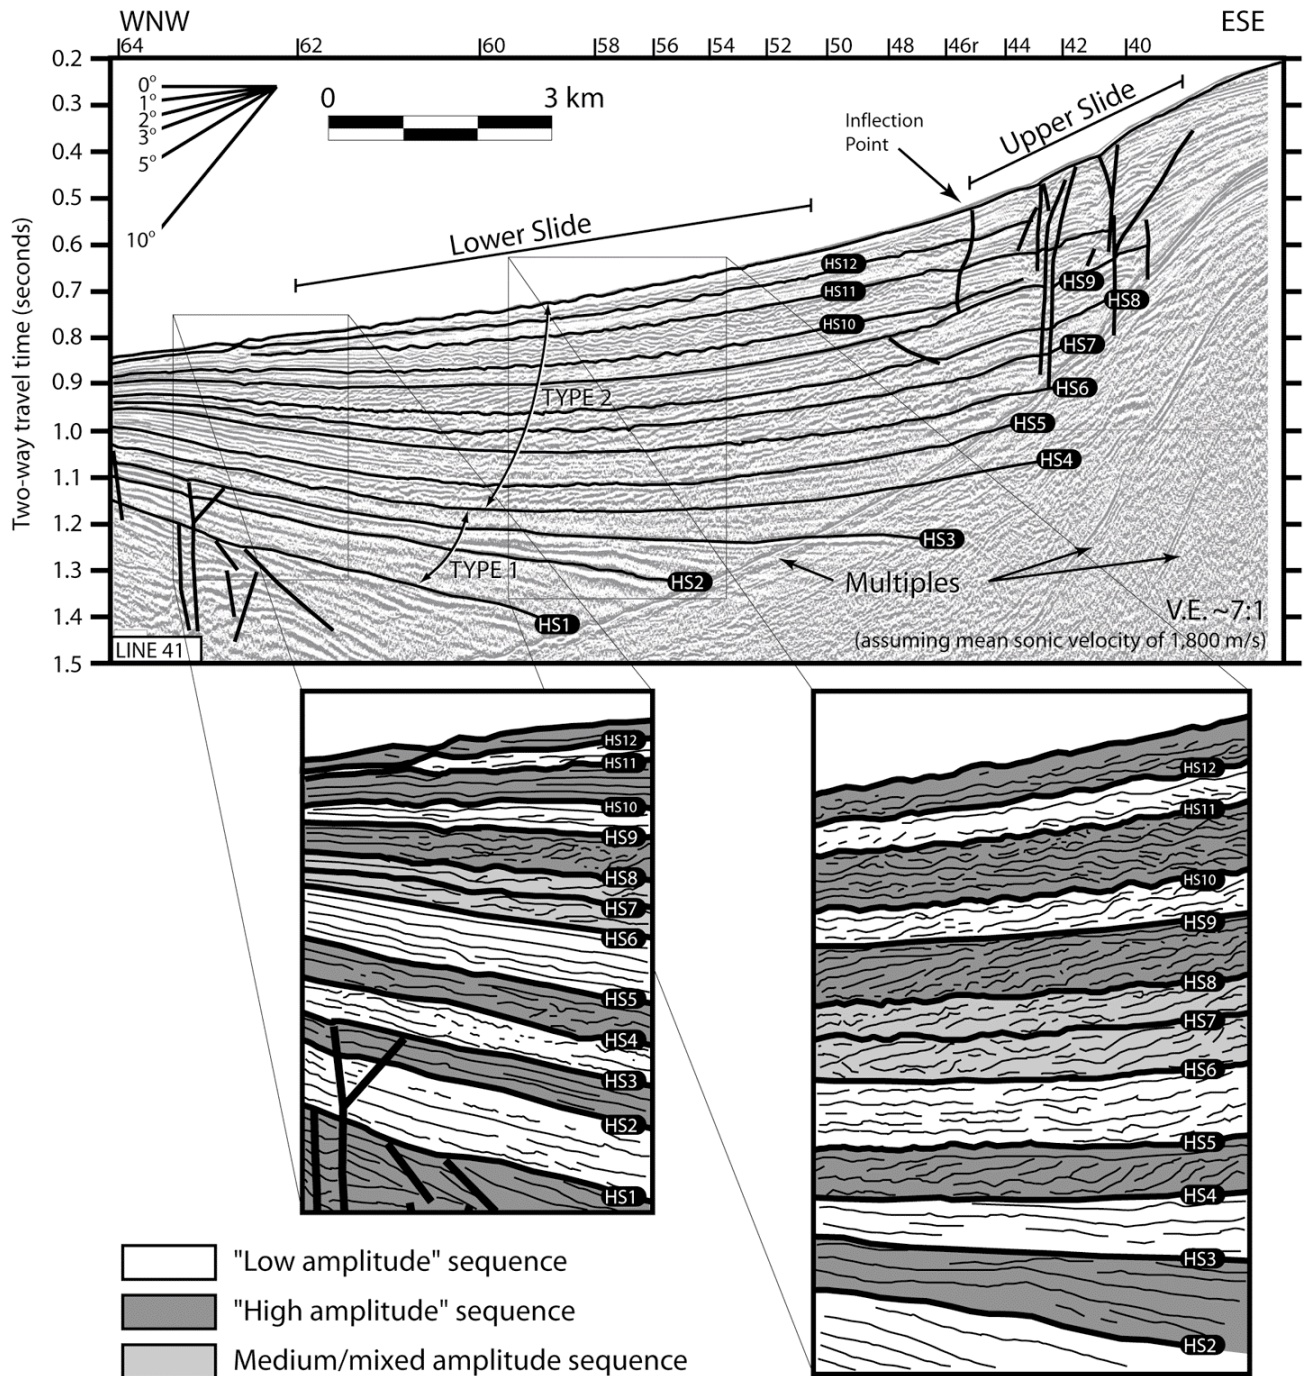 WNW
ESE
64 62 60 58 56 54 52 50 48 46r 44 42 40
0.2
0.3
0.4
0.5
0.6
0.7
0.8
0.9
1.0
1.1
1.2
1.3
1.4
1.5
Two-way travel time (seconds)
0°
1°
2°
3°
5°
10°
0 3 km
Inflection
Point
Upper Slide
Lower Slide
HS12
HS11
HS10
HS9
HS8
HS7
HS6
HS5
HS4
HS3
HS2
HS1
TYPE 2
TYPE 1
Multiples
V.E. ~7:1
(assuming mean sonic velocity of 1,800 m/s)
LINE 41
HS12
HS11
HS10
HS9
HS8
HS7
HS6
HS5
HS4
HS3
HS2
HS1
HS12
HS11
HS10
HS9
HS8
HS7
HS6
HS5
HS4
HS3
HS2
"Low amplitude" sequence
"High amplitude" sequence
Medium/mixed amplitude sequence